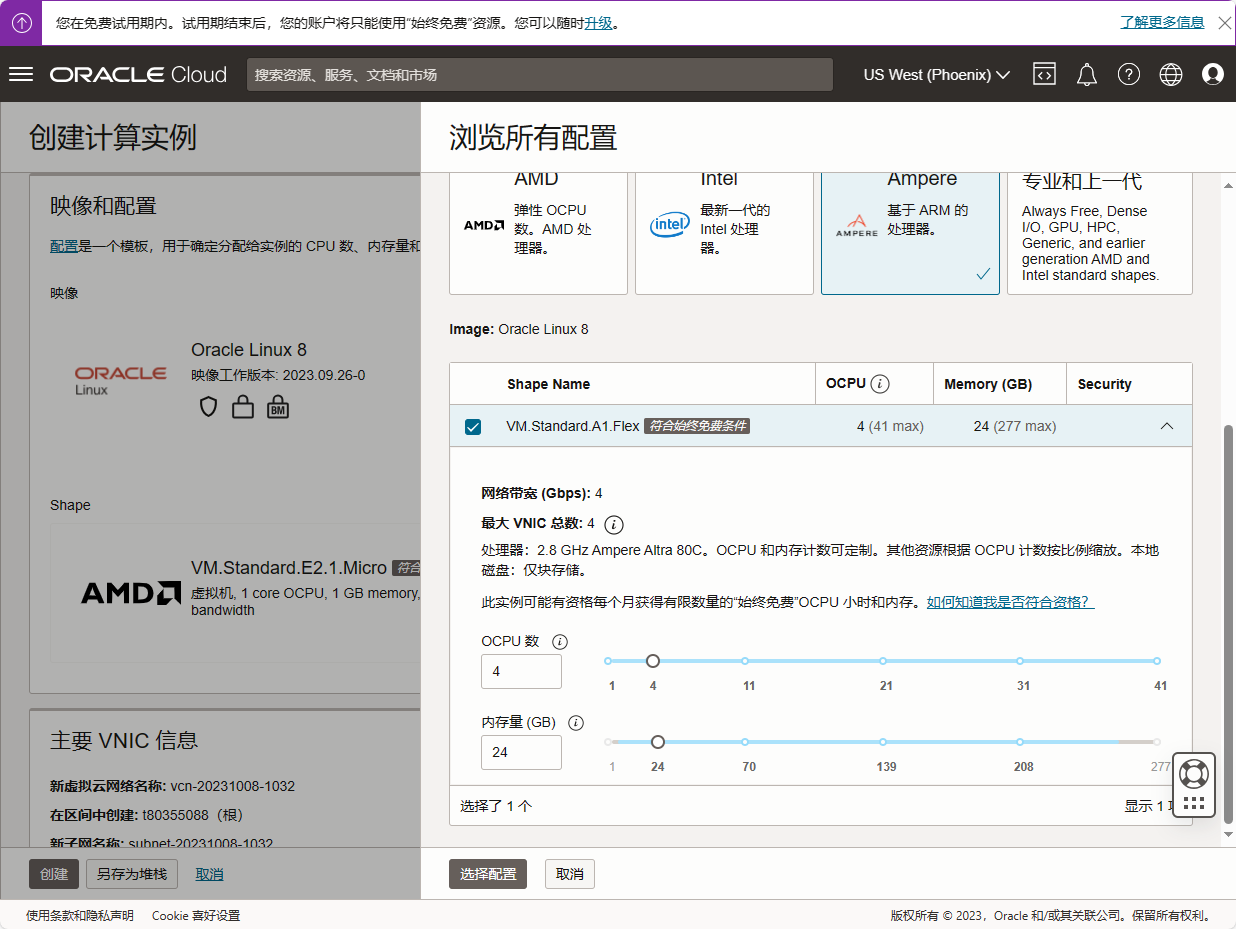 您在免费试用期内。试用期结束后，您的账户将只能使用“始终免费”资源。您可以随时升级。
了解更多信息
ORACLE Cloud
搜索资源、服务、文档和市场
US West (Phoenix)
创建计算实例
映像和配置
配置是一个模板，用于确定分配给实例的 CPU 数、内存量和
映像
ORACLE
Linux
Oracle Linux 8
映像工作版本: 2023.09.26-0
BM
Shape
AMD
VM.Standard.E2.1.Micro 符合
虚拟机, 1 core OCPU, 1 GB memory,
bandwidth
主要 VNIC 信息
新虚拟云网络名称: vcn-20231008-1032
在区间中创建: t80355088（根）
新子网名称: subnet-20231008-1032
创建
另存为堆栈
取消
浏览所有配置
AMD
AMD
弹性 OCPU
数。AMD 处
理器。
Intel
intel
最新一代的
Intel 处理
器。
Ampere
AMPERE
基于 ARM 的
处理器。
专业和上一代
Always Free, Dense
I/O, GPU, HPC,
Generic, and earlier
generation AMD and
Intel standard shapes.
Image: Oracle Linux 8
Shape Name
OCPU
Memory (GB)
Security
VM.Standard.A1.Flex 符合始终免费条件
4 (41 max)
24 (277 max)
网络带宽 (Gbps): 4
最大 VNIC 总数: 4
处理器：2.8 GHz Ampere Altra 80C。OCPU 和内存计数可定制。其他资源根据 OCPU 计数按比例缩放。本地
磁盘：仅块存储。
此实例可能有资格每个月获得有限数量的“始终免费”OCPU 小时和内存。如何知道我是否符合资格？
OCPU 数
4
1 4 11 21 31 41
内存量 (GB)
24
1 24 70 139 208 277
选择了 1 个
显示 1
选择配置
取消
使用条款和隐私声明
Cookie 喜好设置
版权所有 © 2023，Oracle 和/或其关联公司。保留所有权利。